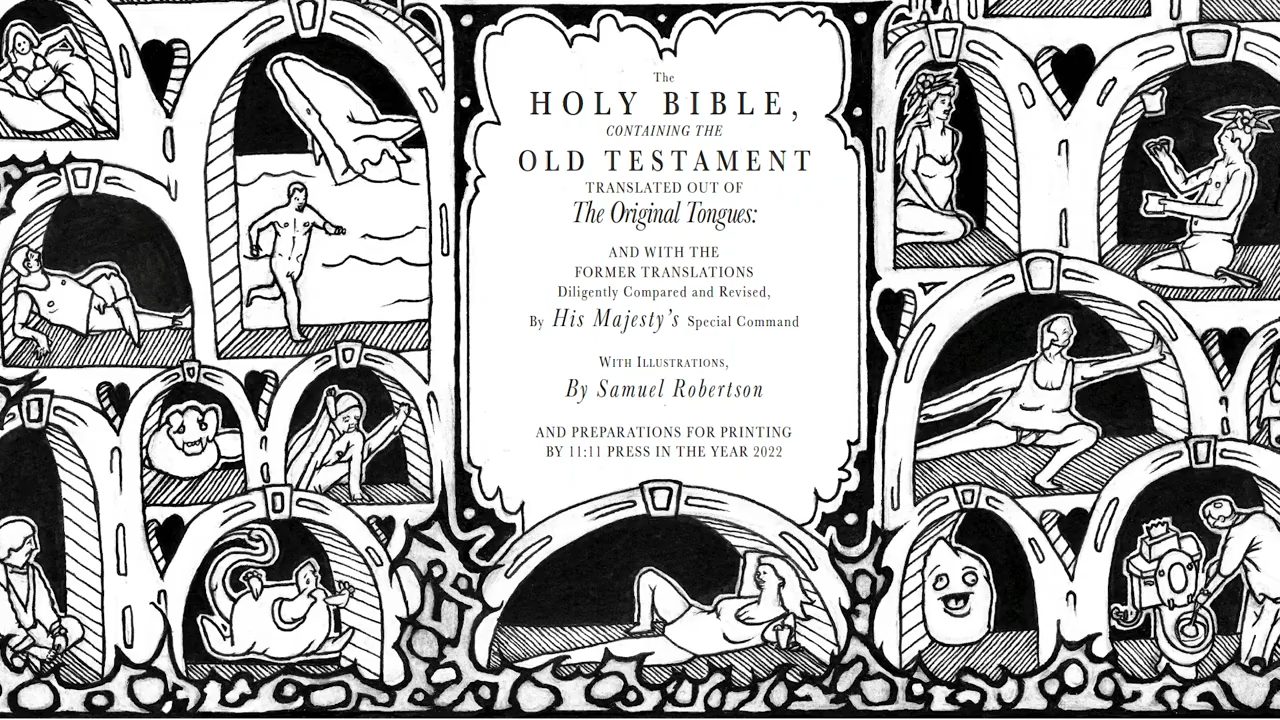 The
HOLY BIBLE,
CONTAINING THE
OLD TESTAMENT
TRANSLATED OUT OF
The Original Tongues:
AND WITH THE
FORMER TRANSLATIONS
Diligently Compared and Revised,
By His Majesty's Special Command
With Illustrations,
By Samuel Robertson
AND PREPARATIONS FOR PRINTING
BY 11:11 PRESS IN THE YEAR 2022